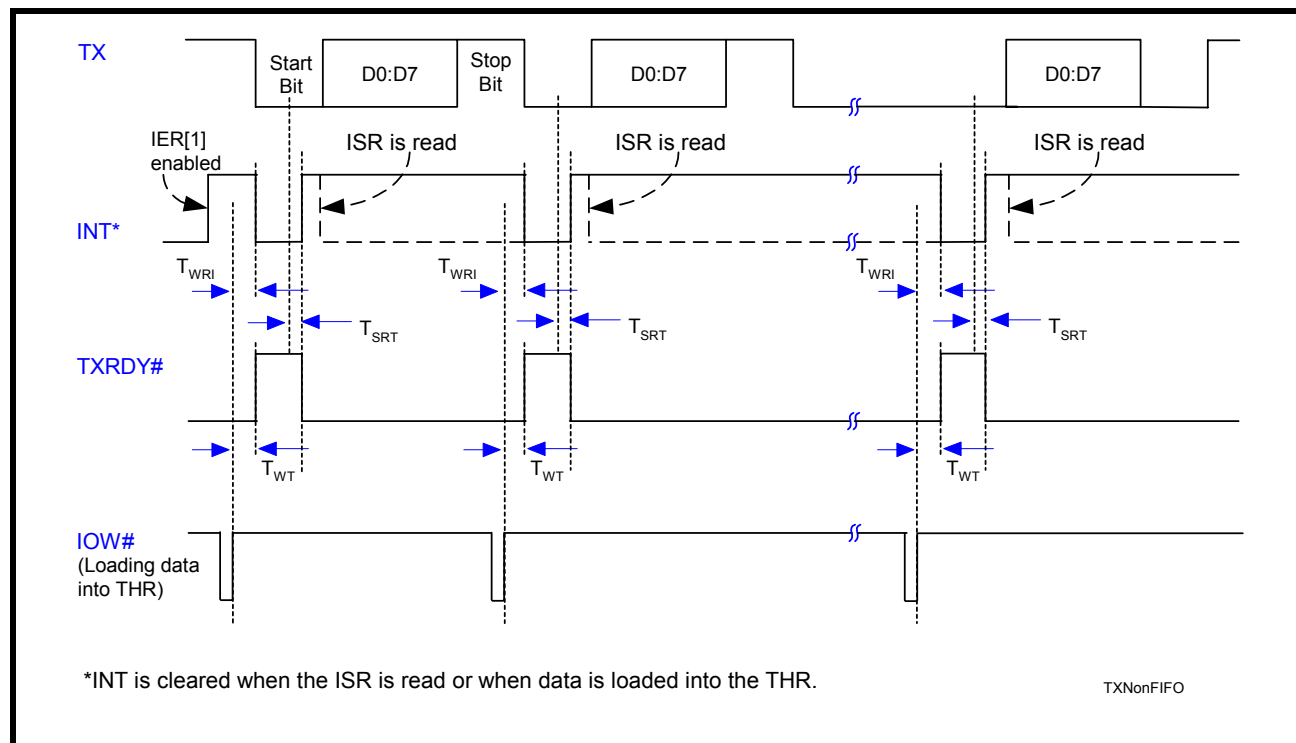 TX
Start
Bit
D0:D7
Stop
Bit
D0:D7
D0:D7
IER[1]
enabled
ISR is read
ISR is read
ISR is read
INT*
TWRI
TWRI
TWRI
TSRT
TSRT
TSRT
TXRDY#
TWT
TWT
TWT
IOW#
(Loading data
into THR)
*INT is cleared when the ISR is read or when data is loaded into the THR.
TXNonFIFO